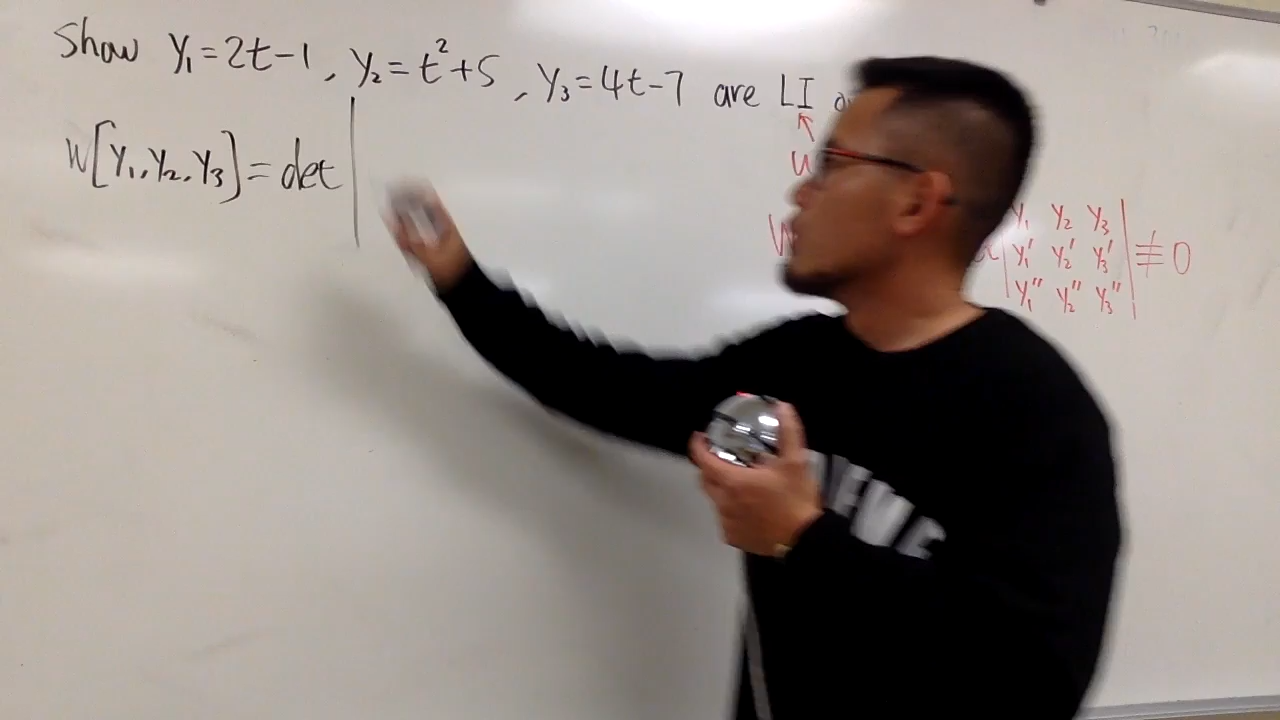 Show y₁=2t-1, y₂=t²+5, y₃=4t-7 are LI
W[y₁,y₂,y₃]=det|
y₁ y₂ y₃
y₁' y₂' y₃' ≢0
y₁" y₂" y₃"